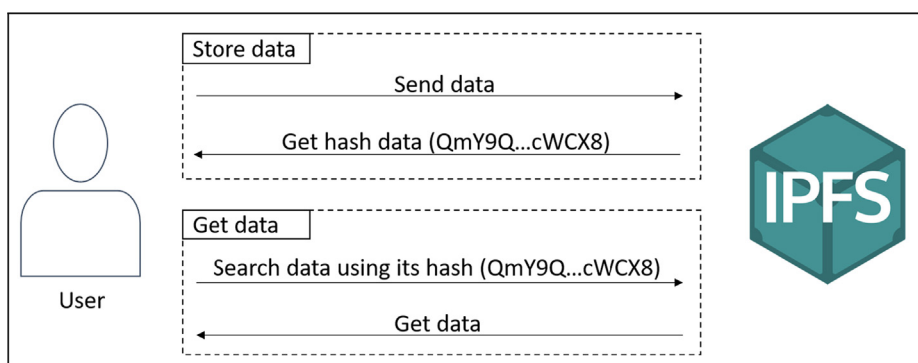 Store data
Send data
Get hash data (QmY9Q...cWCX8)
IPFS
Get data
Search data using its hash (QmY9Q...cWCX8)
Get data
User